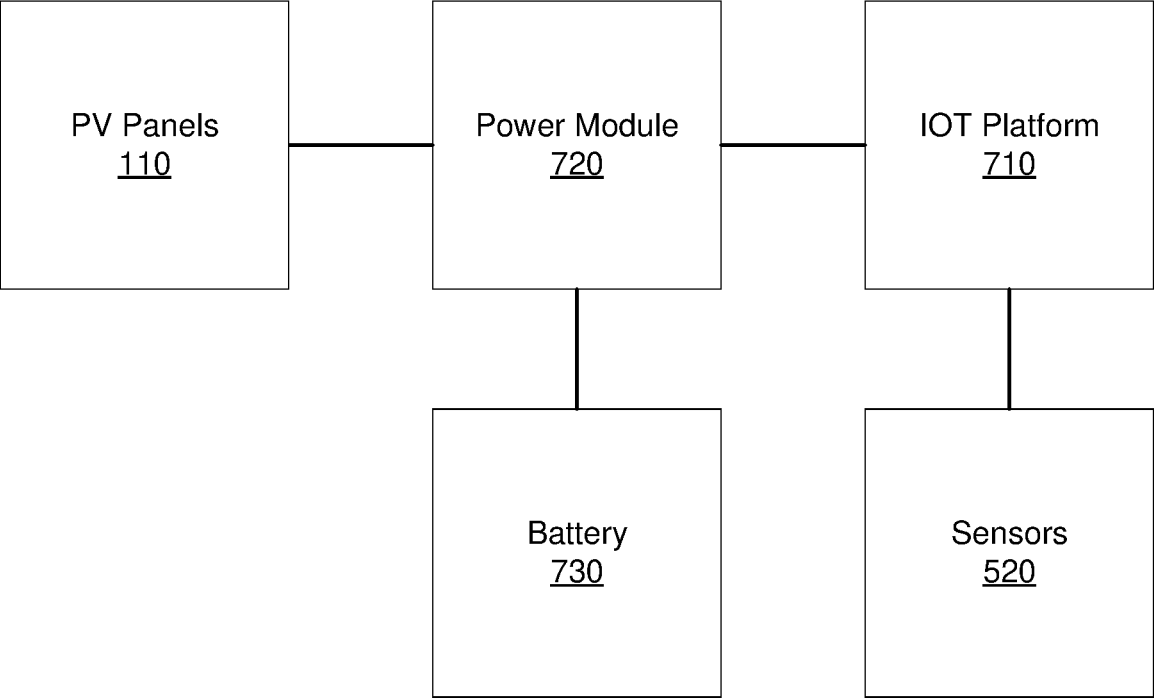 PV Panels
110
Power Module
720
IOT Platform
710
Battery
730
Sensors
520